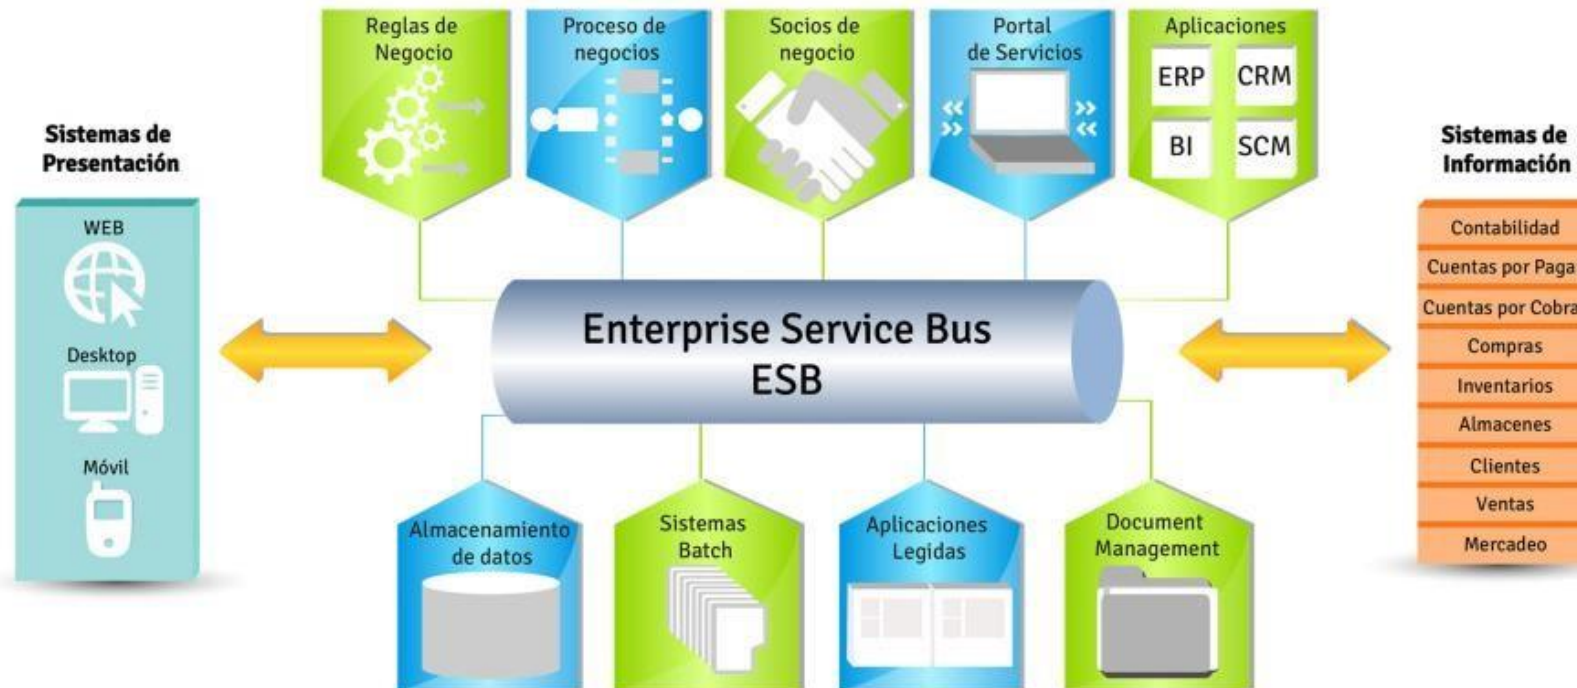 Reglas de
Negocio
Proceso de
negocios
Socios de
negocio
Portal
de Servicios
Aplicaciones
ERP
CRM
BI
SCM
Sistemas de
Presentación
WEB
Desktop
Móvil
Enterprise Service Bus
ESB
Sistemas de
Información
Contabilidad
Cuentas por Paga
Cuentas por Cobra
Compras
Inventarios
Almacenes
Clientes
Ventas
Mercadeo
Almacenamiento
de datos
Sistemas
Batch
Aplicaciones
Legidas
Document
Management